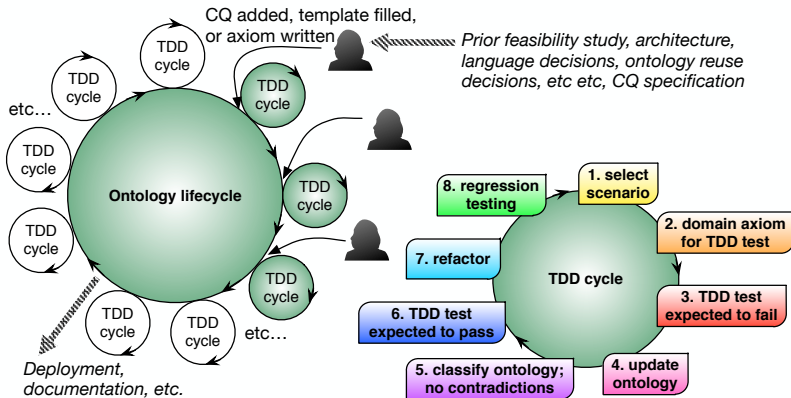 CQ added, template filled,
or axiom written
Prior feasibility study, architecture,
language decisions, ontology reuse
decisions, etc etc, CQ specification
TDD
cycle
TDD
cycle
TDD
cycle
etc...
TDD
cycle
TDD
cycle
Ontology lifecycle
TDD
cycle
TDD
cycle
TDD
cycle
TDD
cycle
TDD
cycle
etc...
Deployment,
documentation, etc.
1. select
scenario
2. domain axiom
for TDD test
3. TDD test
expected to fail
4. update
ontology
5. classify ontology;
no contradictions
6. TDD test
expected to pass
7. refactor
8. regression
testing
TDD cycle